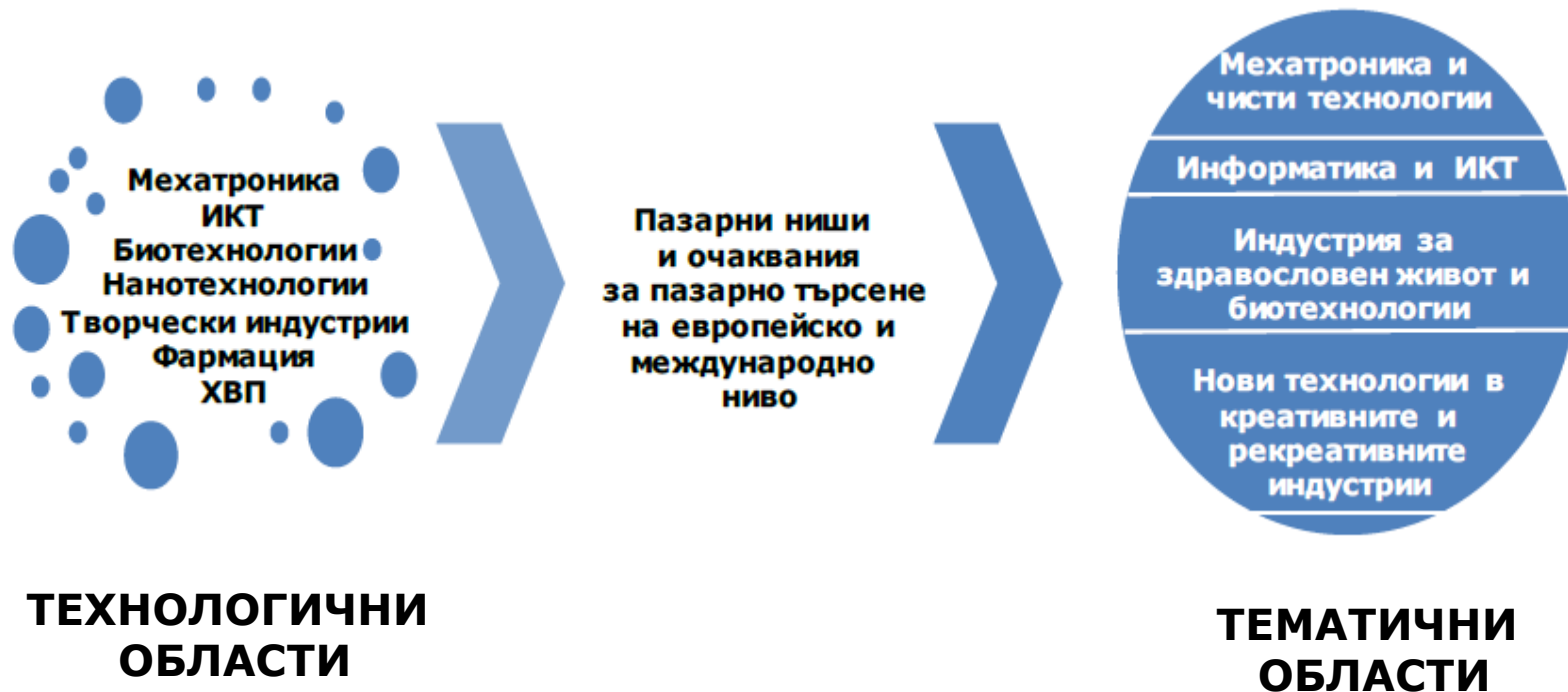 Мехатроника
ИКТ
Биотехнологии
Нанотехнологии
Творчески индустрии
Фармация
ХВП
Пазарни ниши
и очаквания
за пазарно търсене
на европейско и
международно
ниво
Мехатроника и
чисти технологии
Информатика и ИКТ
Индустрия за
здравословен живот и
биотехнологии
Нови технологии в
креативните и
рекреативните
индустрии
ТЕХНОЛОГИЧНИ
ОБЛАСТИ
ТЕМАТИЧНИ
ОБЛАСТИ